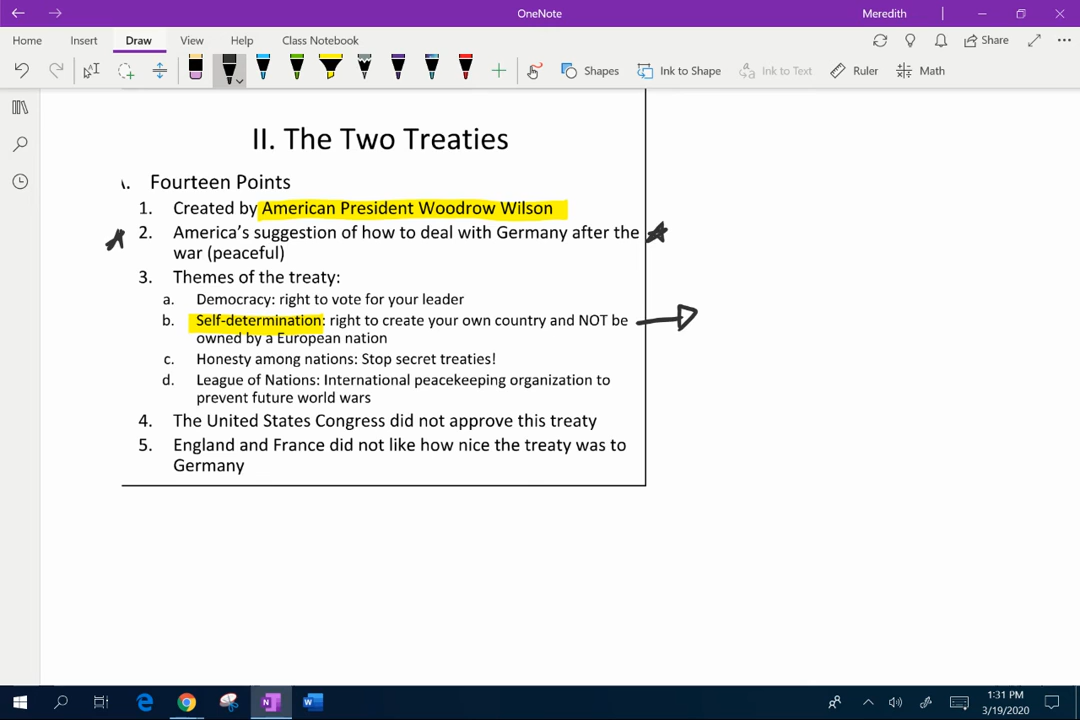 OneNote
Meredith
Home Insert Draw View Help Class Notebook
Share
Shapes Ink to Shape Ink to Text Ruler Math
II. The Two Treaties
Fourteen Points
1. Created by American President Woodrow Wilson
2. America's suggestion of how to deal with Germany after the
war (peaceful)
3. Themes of the treaty:
a. Democracy: right to vote for your leader
b. Self-determination: right to create your own country and NOT be
owned by a European nation
c. Honesty among nations: Stop secret treaties!
d. League of Nations: International peacekeeping organization to
prevent future world wars
4. The United States Congress did not approve this treaty
5. England and France did not like how nice the treaty was to
Germany
1:31 PM
3/19/2020